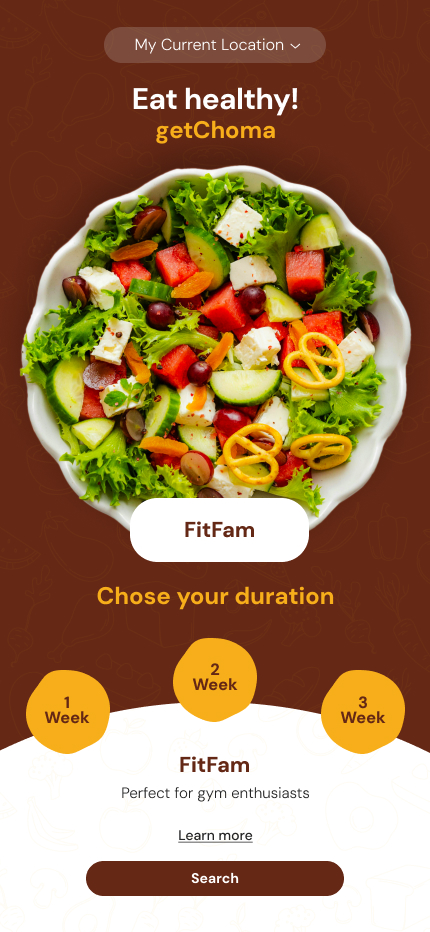 My Current Location
Eat healthy!
getChoma
FitFam
Chose your duration
1
Week
2
Week
3
Week
FitFam
Perfect for gym enthusiasts
Learn more
Search